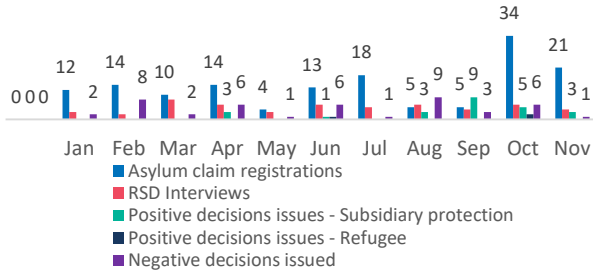 0 0 0 12 2 14 8 10 2 14 3 6 4 1 13 1 6 18 1 5 3 9 5 9 3 34 5 6 21 3 1
Jan Feb Mar Apr May Jun Jul Aug Sep Oct Nov
Asylum claim registrations
RSD Interviews
Positive decisions issues - Subsidiary protection
Positive decisions issues - Refugee
Negative decisions issued